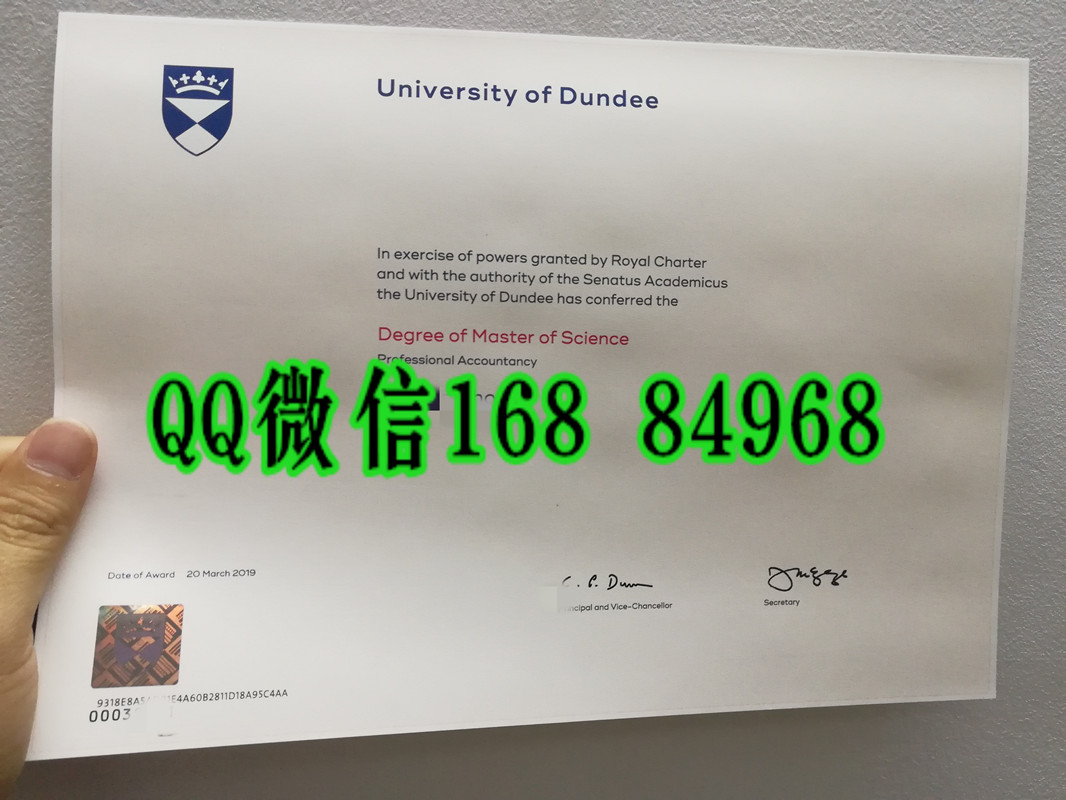 University of Dundee
In exercise of powers granted by Royal Charter
and with the authority of the Senatus Academicus
the University of Dundee has conferred the
Degree of Master of Science
Professional Accountancy
QQ微信168 84968
Date of Award 20 March 2019
Principal and Vice-Chancellor
Secretary
0003